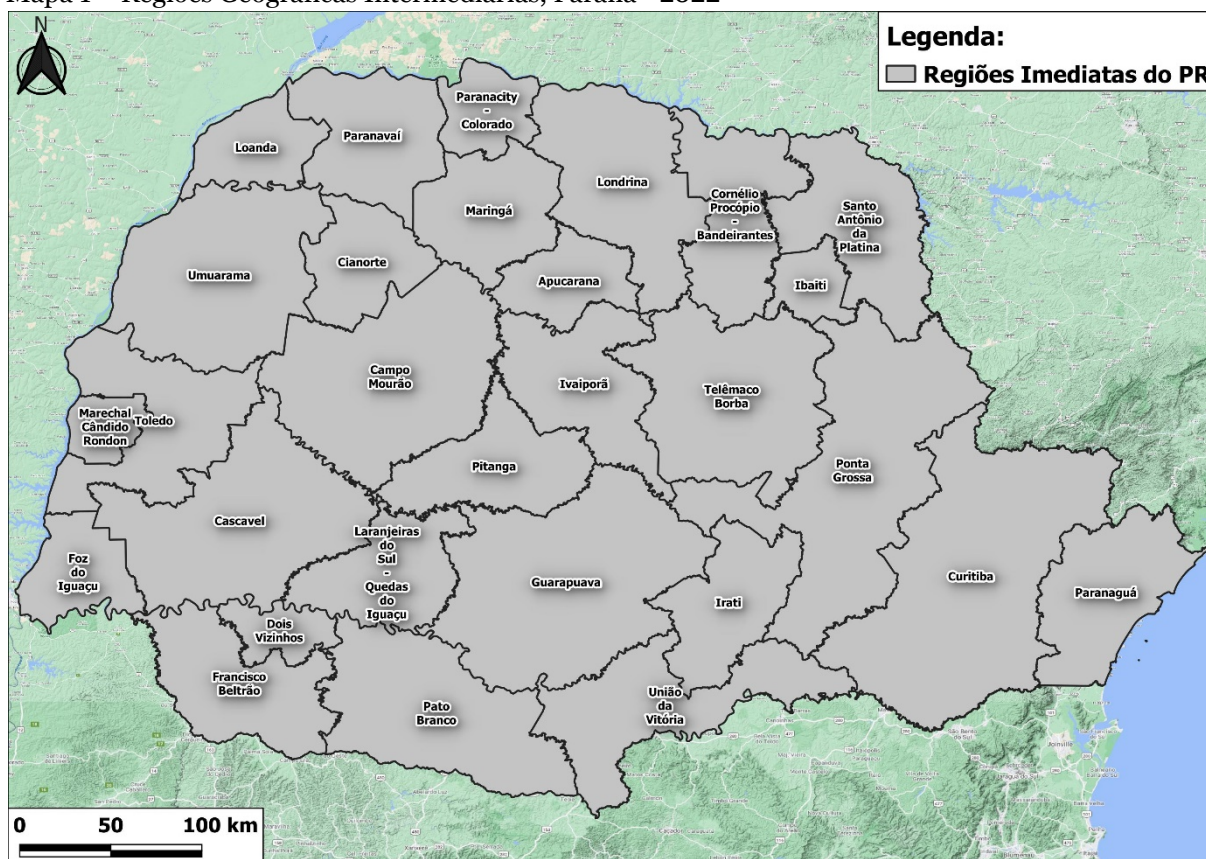 Mapa 1 – Regiões Geográficas Intermediárias, Paraná - 2022
N
Legenda:
Regiões Imediatas do PR
Paranacity
-
Colorado
Paranavaí
Loanda
Londrina
Maringá
Cornélio
Procópio
-
Bandeirantes
Santo
Antônio
da
Platina
Umuarama
Cianorte
Apucarana
Ibaiti
Campo
Mourão
Ivaiporã
Telêmaco
Borba
Marechal
Cândido
Rondon
Toledo
Pitanga
Ponta
Grossa
Cascavel
Laranjeiras
do
Sul
-
Quedas
do
Iguaçu
Foz
do
Iguaçu
Guarapuava
Irati
Curitiba
Paranaguá
Dois
Vizinhos
Francisco
Beltrão
Pato
Branco
União
da
Vitória
Joinville
Blumenau
0 50 100 km